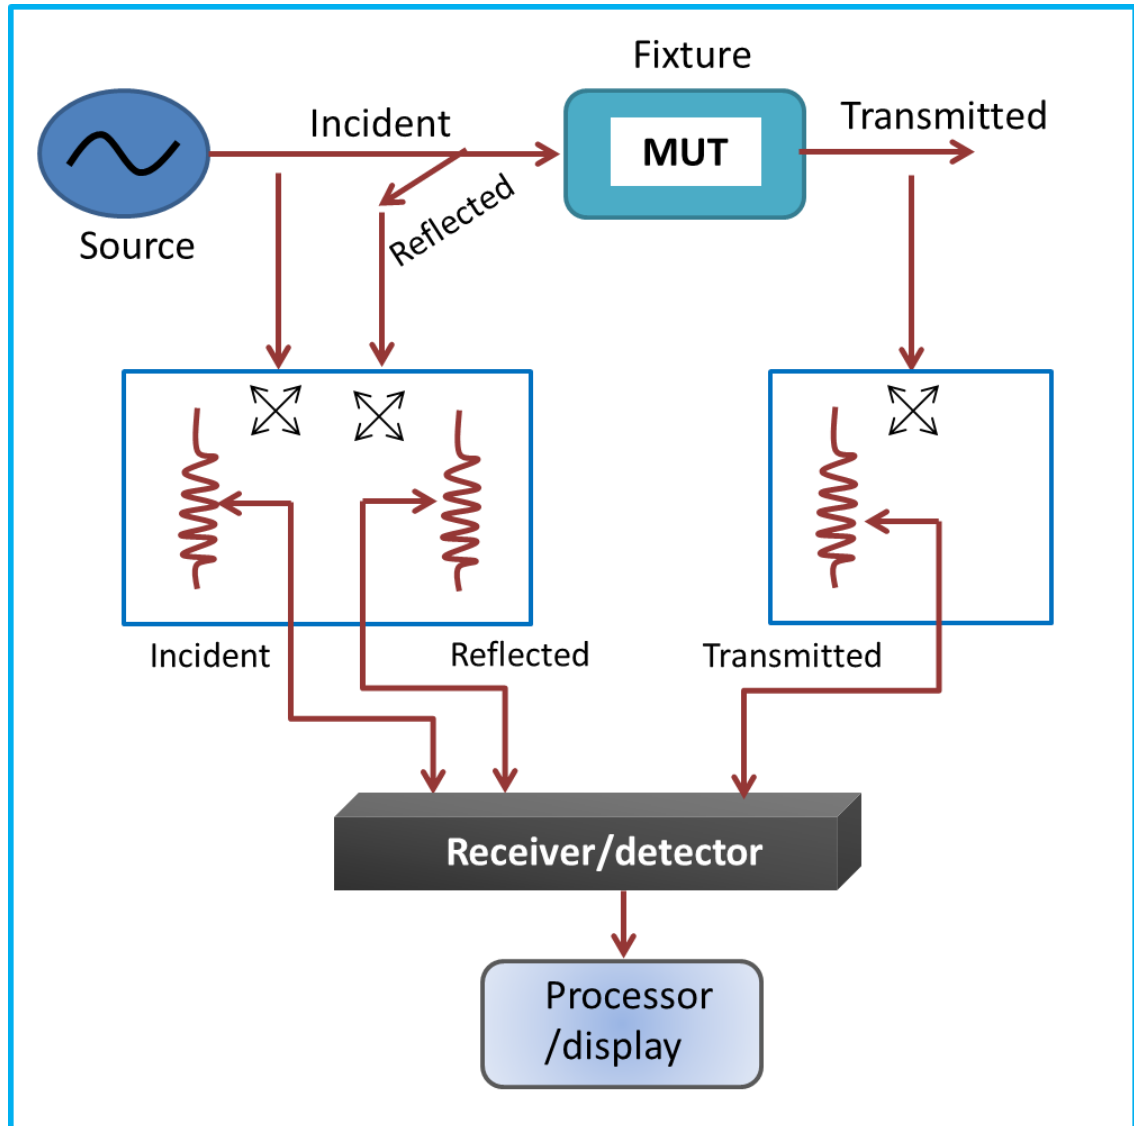 Fixture
Incident
Transmitted
MUT
Reflected
Source
Incident
Reflected
Transmitted
Receiver/detector
Processor
/display